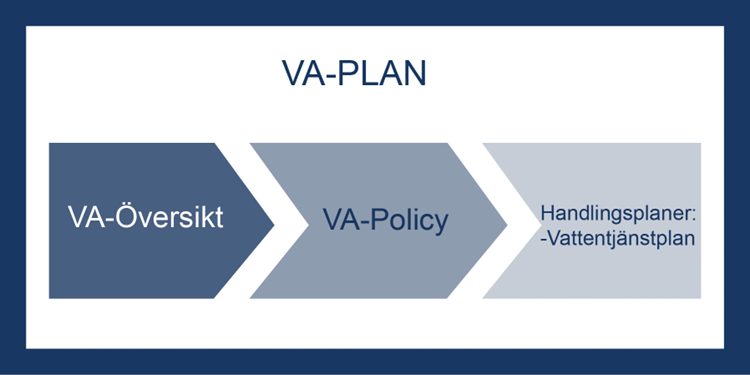 VA-PLAN
VA-Översikt
VA-Policy
Handlingsplaner:
-Vattentjänstplan